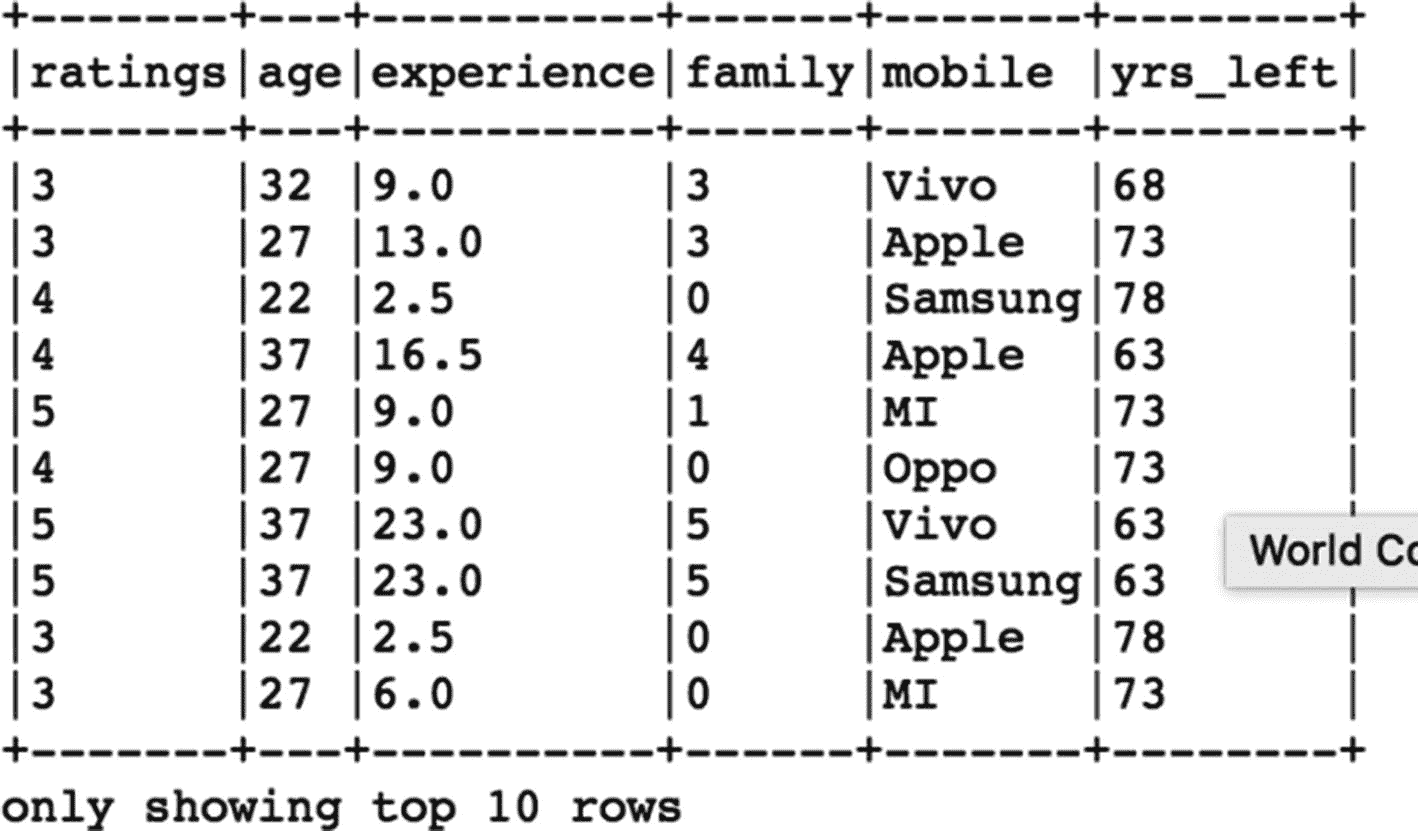 +--------+---+-----------+------+-------+--------+
|ratings|age|experience|family|mobile |yrs_left|
+--------+---+-----------+------+-------+--------+
|3 |32 |9.0 |3 |Vivo |68 |
|3 |27 |13.0 |3 |Apple |73 |
|4 |22 |2.5 |0 |Samsung|78 |
|4 |37 |16.5 |4 |Apple |63 |
|5 |27 |9.0 |1 |MI |73 |
|4 |27 |9.0 |0 |Oppo |73 |
|5 |37 |23.0 |5 |Vivo |63 |
World Co
|5 |37 |23.0 |5 |Samsung|63 |
|3 |22 |2.5 |0 |Apple |78 |
|3 |27 |6.0 |0 |MI |73 |
+--------+---+-----------+------+-------+--------+
only showing top 10 rows